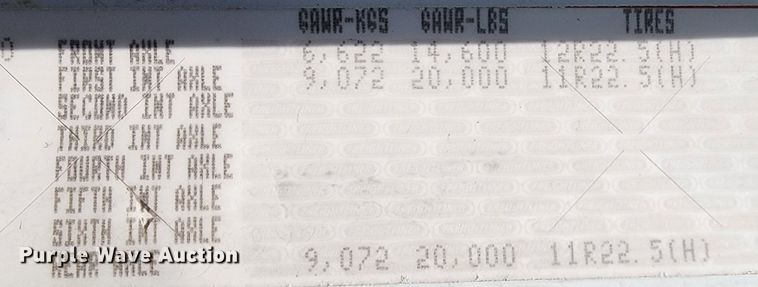 GAWR-KGS GAWR-LBS TIRES
FRONT AXLE 6,622 14,600 12R22.5(H)
FIRST INT AXLE 9,072 20,000 11R22.5(H)
SECOND INT AXLE
THIRD INT AXLE
FOURTH INT AXLE
FIFTH INT AXLE
SIXTH INT AXLE
REAR AXLE 9,072 20,000 11R22.5(H)
Purple Wave Auction